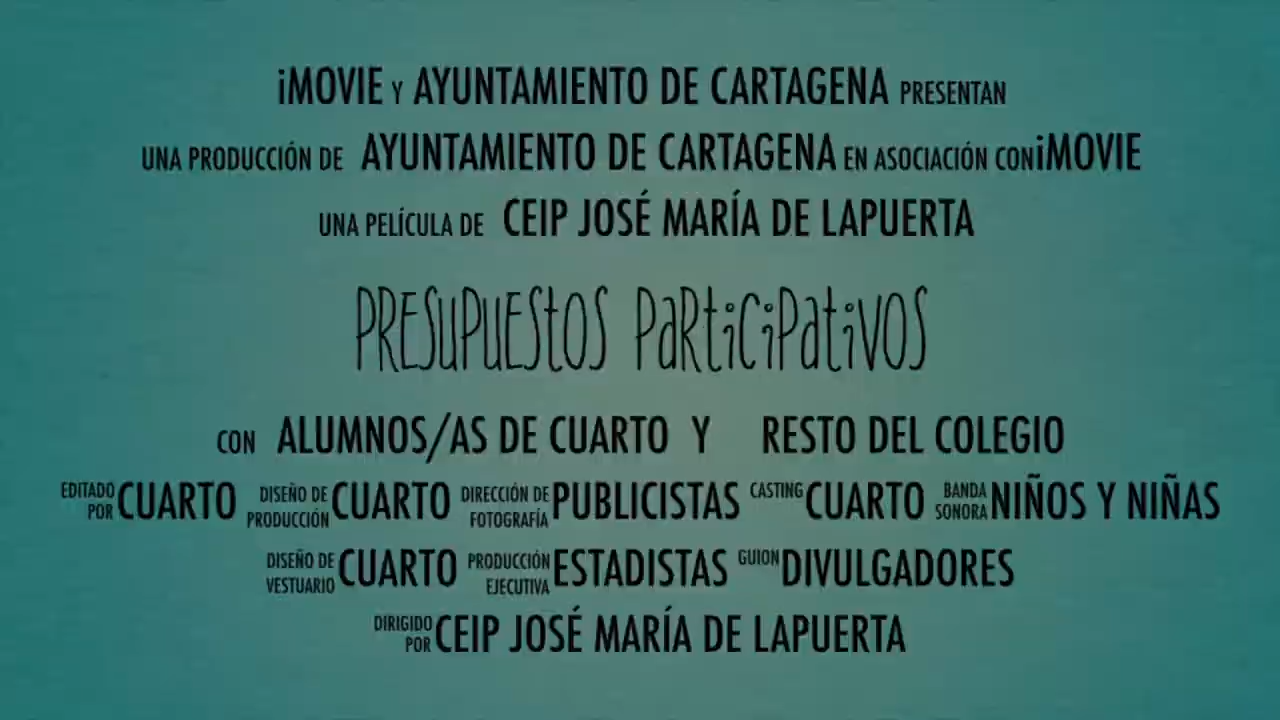 iMOVIE Y AYUNTAMIENTO DE CARTAGENA PRESENTAN
UNA PRODUCCIÓN DE AYUNTAMIENTO DE CARTAGENA EN ASOCIACIÓN CON iMOVIE
UNA PELÍCULA DE CEIP JOSÉ MARÍA DE LAPUERTA
PRESUPUESTOS PARTICIPATIVOS
CON ALUMNOS/AS DE CUARTO Y RESTO DEL COLEGIO
EDITADO POR CUARTO DISEÑO DE PRODUCCIÓN CUARTO DIRECCIÓN DE FOTOGRAFÍA PUBLICISTAS CASTING CUARTO BANDA SONORA NIÑOS Y NIÑAS
DISEÑO DE VESTUARIO CUARTO PRODUCCIÓN EJECUTIVA ESTADISTAS GUION DIVULGADORES
DIRIGIDO POR CEIP JOSÉ MARÍA DE LAPUERTA